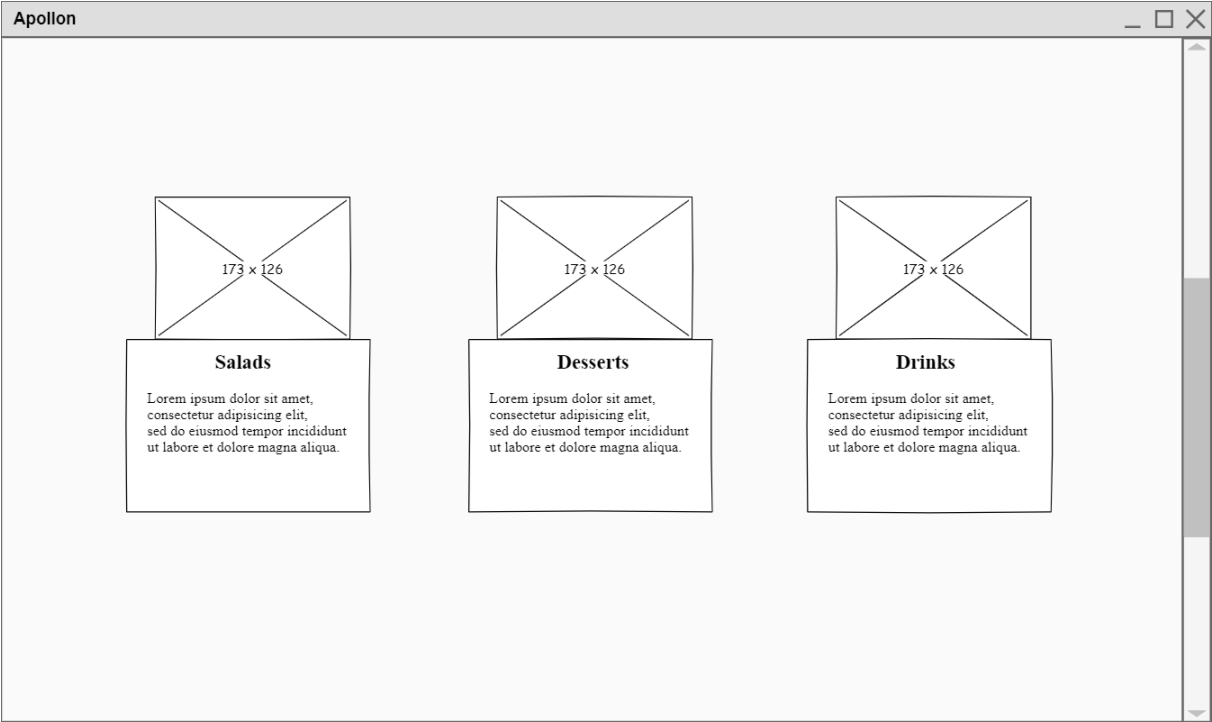 Apollon
173 x 126
173 x 126
173 x 126
Salads
Lorem ipsum dolor sit amet,
consectetur adipisicing elit,
sed do eiusmod tempor incididunt
ut labore et dolore magna aliqua.
Desserts
Lorem ipsum dolor sit amet,
consectetur adipisicing elit,
sed do eiusmod tempor incididunt
ut labore et dolore magna aliqua.
Drinks
Lorem ipsum dolor sit amet,
consectetur adipisicing elit,
sed do eiusmod tempor incididunt
ut labore et dolore magna aliqua.